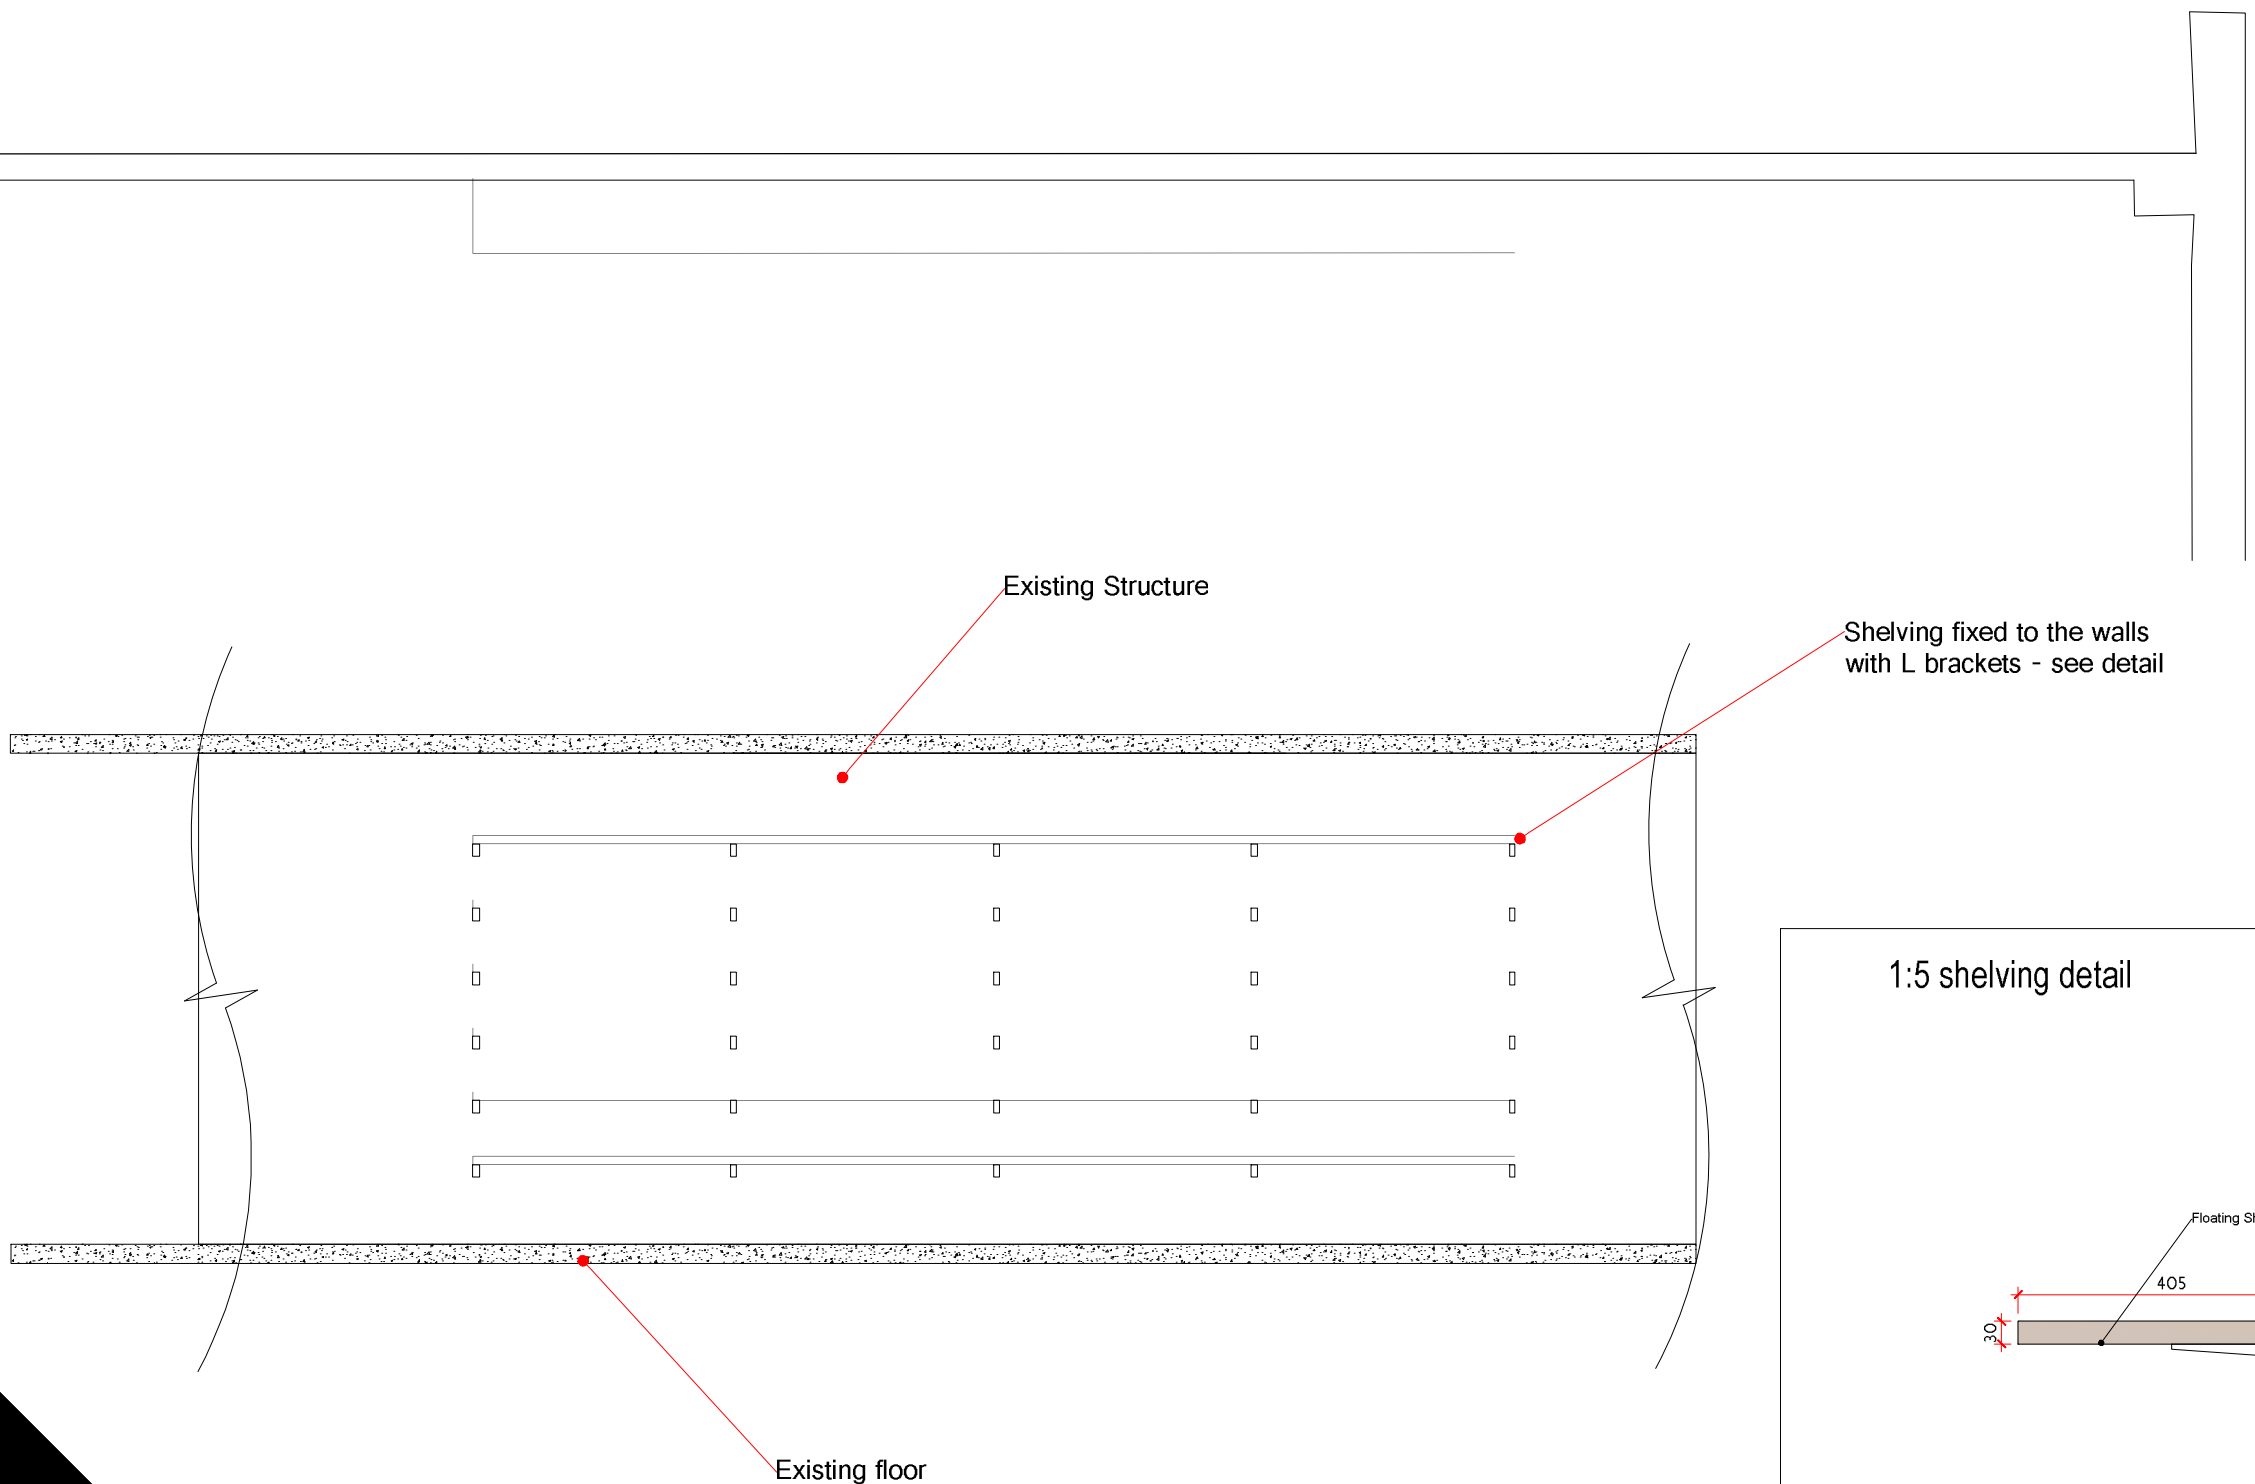 Existing Structure
Shelving fixed to the walls
with L brackets - see detail
1:5 shelving detail
Floating
405
30
Existing floor